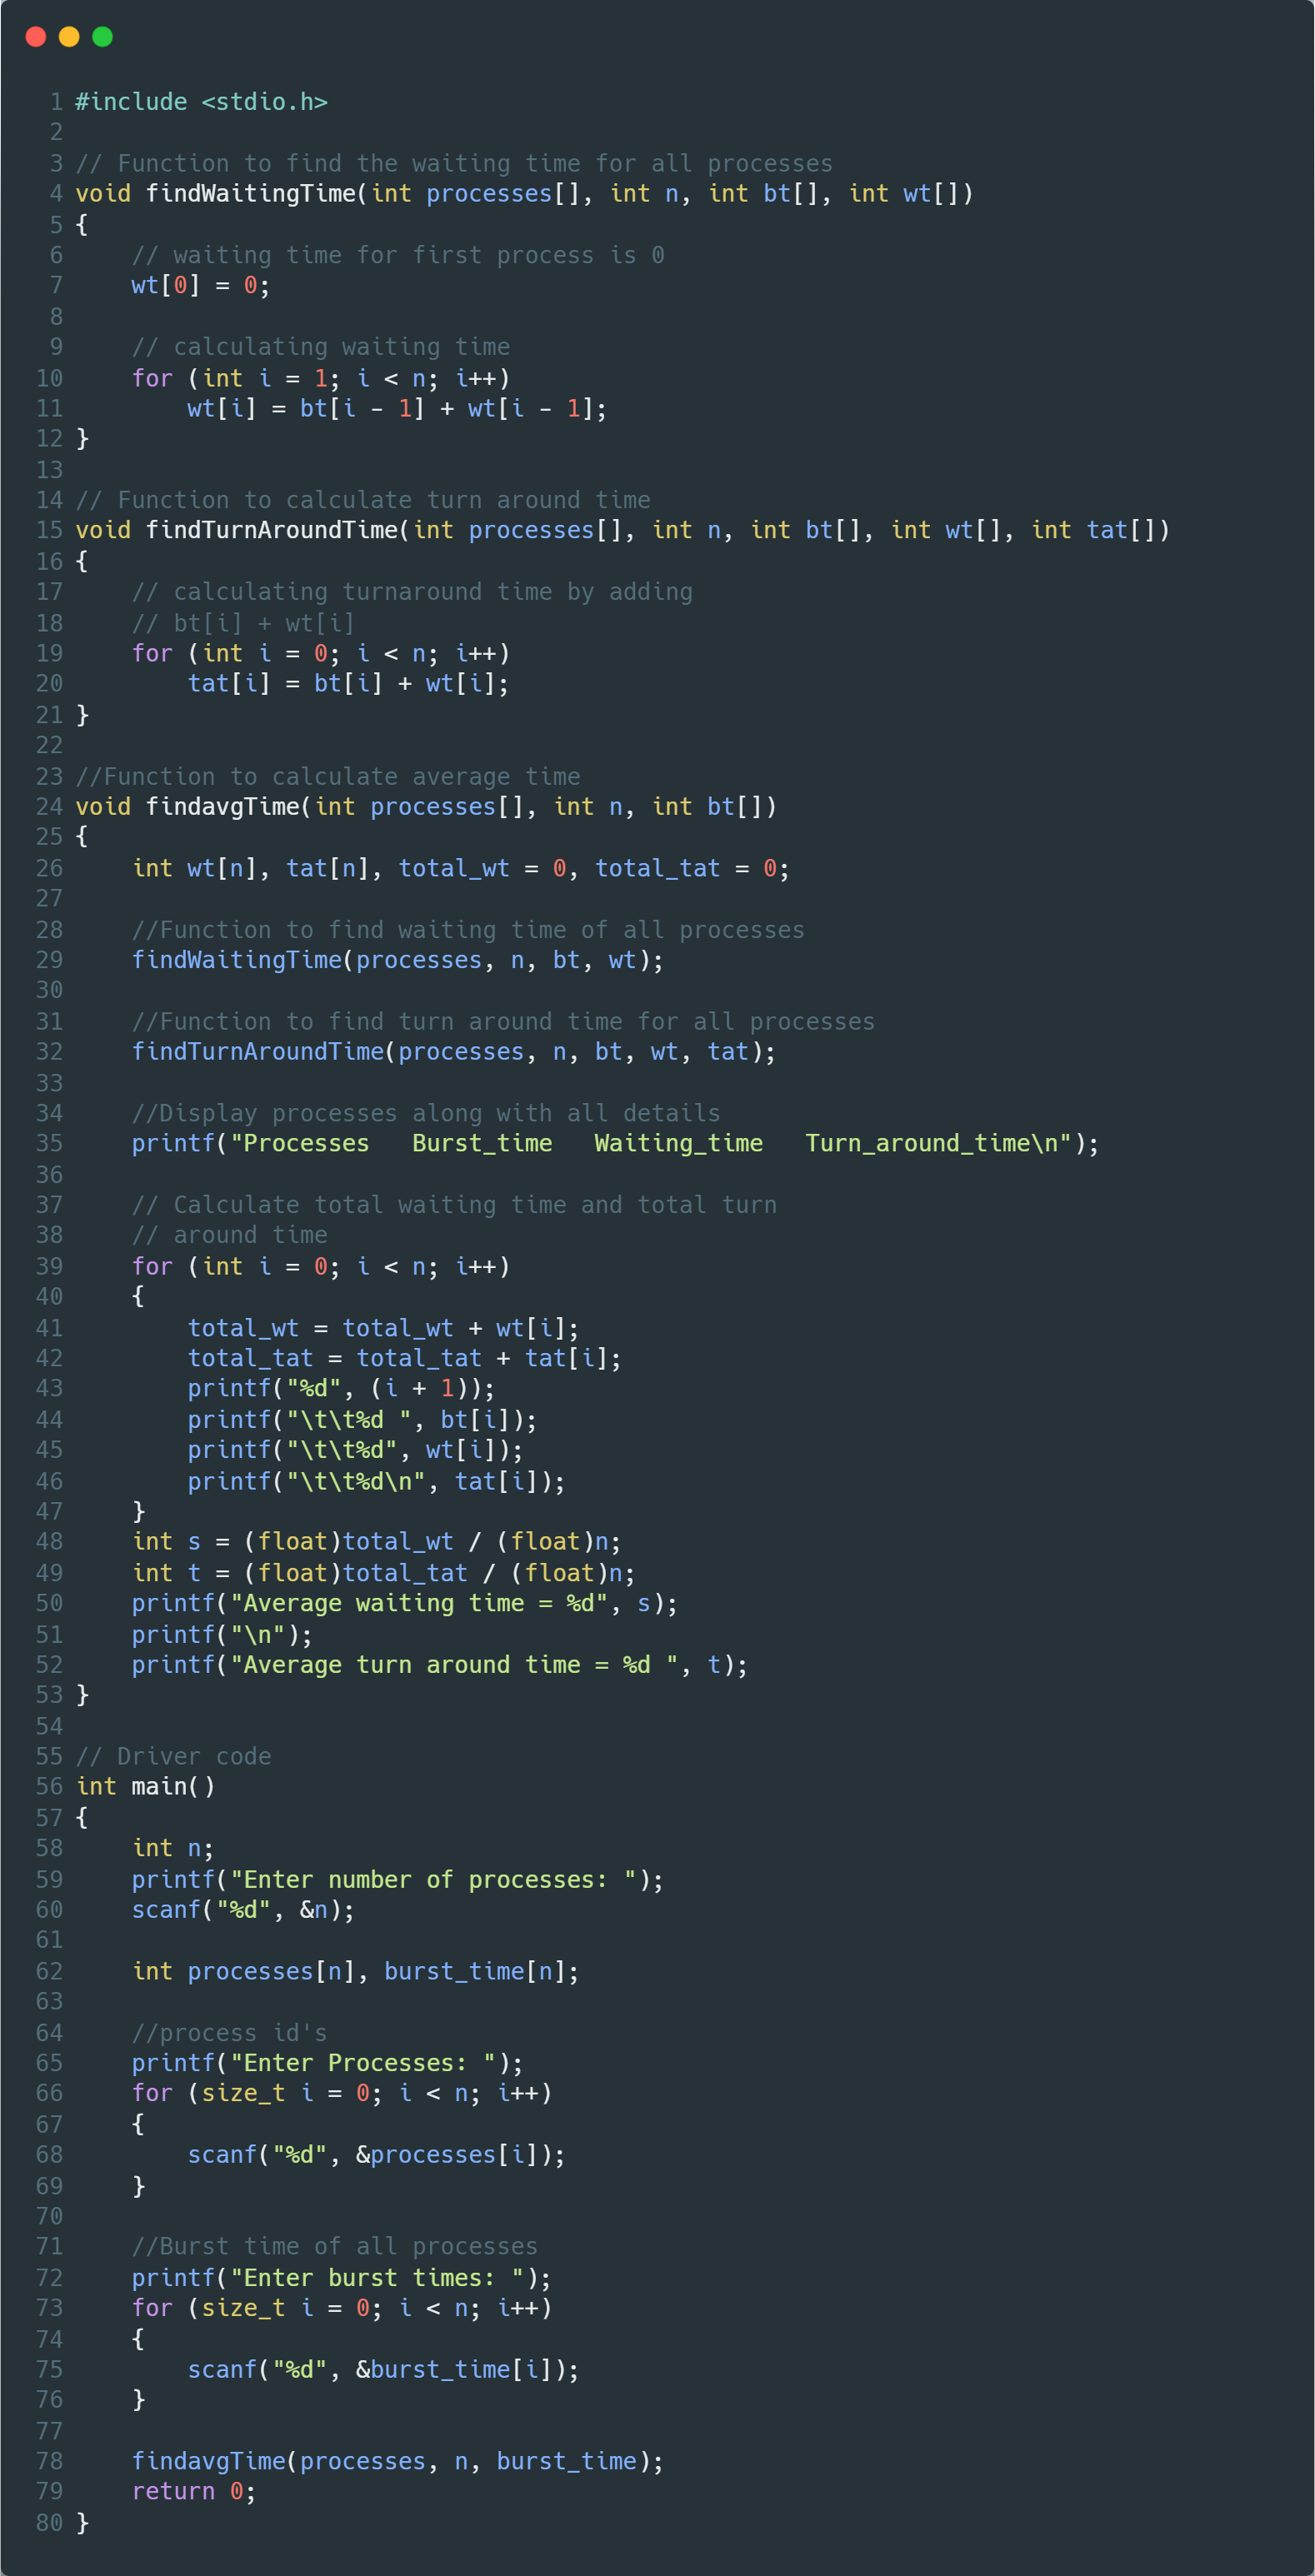 1 #include <stdio.h>
2
3 // Function to find the waiting time for all processes
4 void findWaitingTime(int processes[], int n, int bt[], int wt[])
5 {
6     // waiting time for first process is 0
7     wt[0] = 0;
8
9     // calculating waiting time
10     for (int i = 1; i < n; i++)
11         wt[i] = bt[i - 1] + wt[i - 1];
12 }
13
14 // Function to calculate turn around time
15 void findTurnAroundTime(int processes[], int n, int bt[], int wt[], int tat[])
16 {
17     // calculating turnaround time by adding
18     // bt[i] + wt[i]
19     for (int i = 0; i < n; i++)
20         tat[i] = bt[i] + wt[i];
21 }
22
23 //Function to calculate average time
24 void findavgTime(int processes[], int n, int bt[])
25 {
26     int wt[n], tat[n], total_wt = 0, total_tat = 0;
27
28     //Function to find waiting time of all processes
29     findWaitingTime(processes, n, bt, wt);
30
31     //Function to find turn around time for all processes
32     findTurnAroundTime(processes, n, bt, wt, tat);
33
34     //Display processes along with all details
35     printf("Processes   Burst_time   Waiting_time   Turn_around_time\n");
36
37     // Calculate total waiting time and total turn
38     // around time
39     for (int i = 0; i < n; i++)
40     {
41         total_wt = total_wt + wt[i];
42         total_tat = total_tat + tat[i];
43         printf("%d", (i + 1));
44         printf("\t\t%d ", bt[i]);
45         printf("\t\t%d", wt[i]);
46         printf("\t\t%d\n", tat[i]);
47     }
48     int s = (float)total_wt / (float)n;
49     int t = (float)total_tat / (float)n;
50     printf("Average waiting time = %d", s);
51     printf("\n");
52     printf("Average turn around time = %d ", t);
53 }
54
55 // Driver code
56 int main()
57 {
58     int n;
59     printf("Enter number of processes: ");
60     scanf("%d", &n);
61
62     int processes[n], burst_time[n];
63
64     //process id's
65     printf("Enter Processes: ");
66     for (size_t i = 0; i < n; i++)
67     {
68         scanf("%d", &processes[i]);
69     }
70
71     //Burst time of all processes
72     printf("Enter burst times: ");
73     for (size_t i = 0; i < n; i++)
74     {
75         scanf("%d", &burst_time[i]);
76     }
77
78     findavgTime(processes, n, burst_time);
79     return 0;
80 }